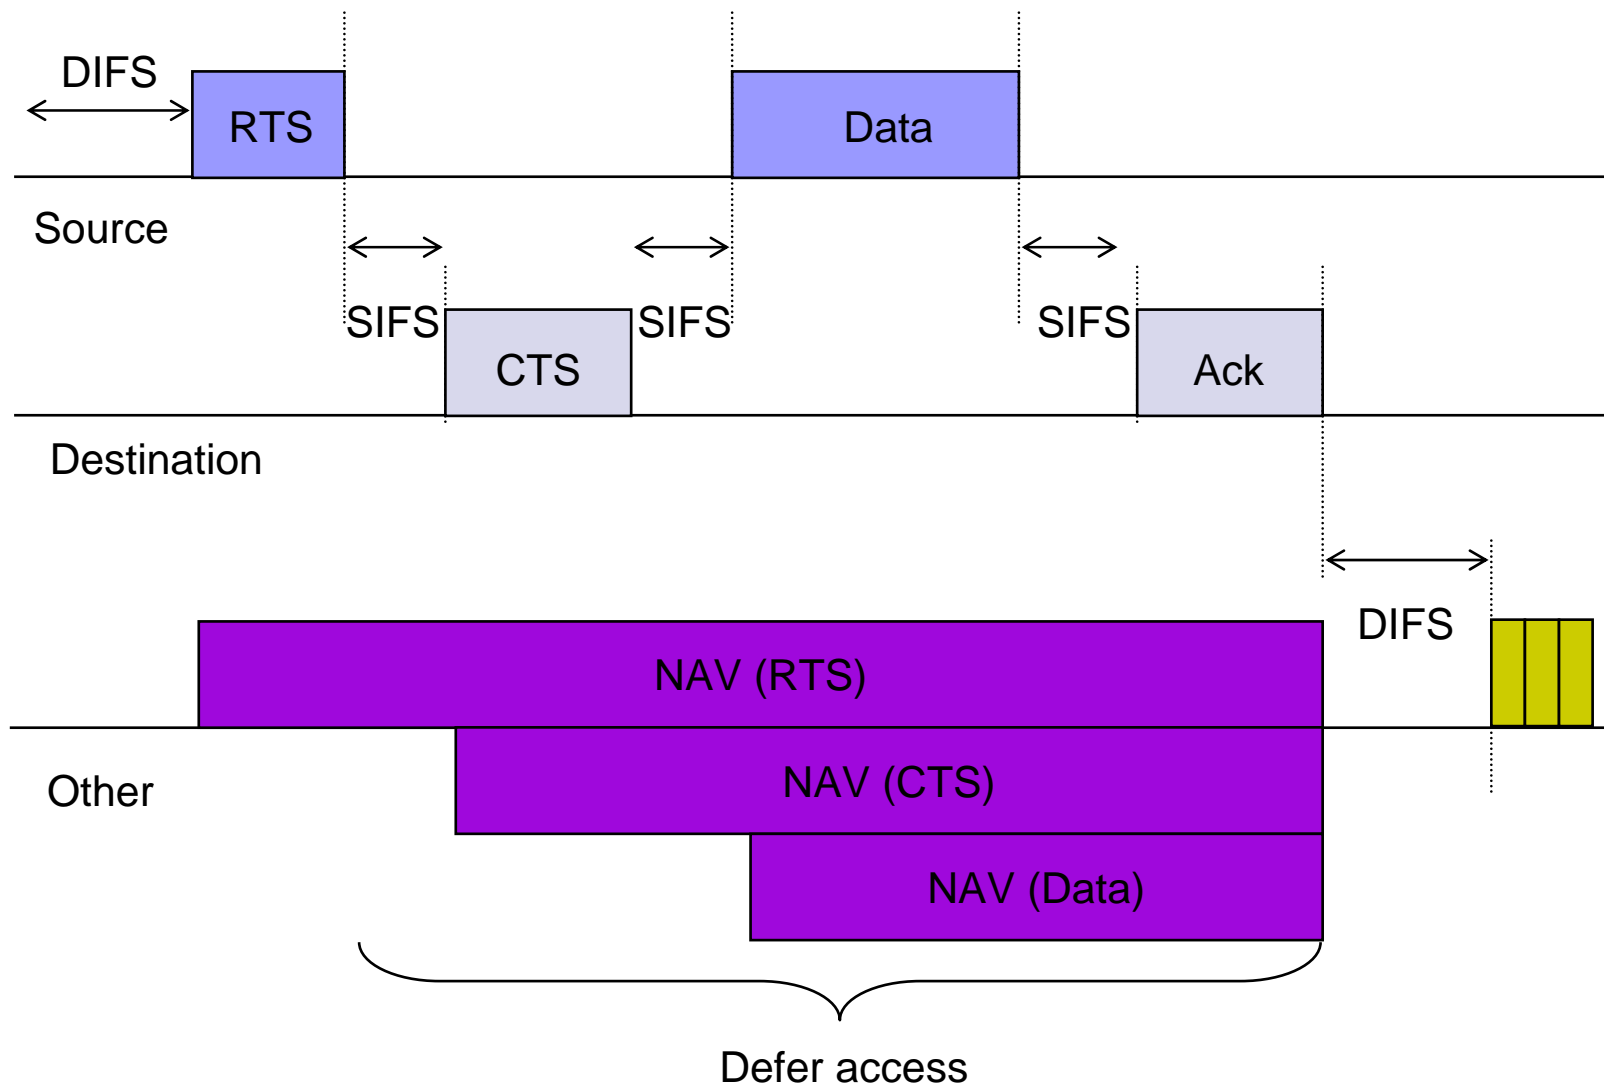 DIFS
RTS
Data
Source
SIFS
SIFS
SIFS
CTS
Ack
Destination
DIFS
NAV (RTS)
NAV (CTS)
Other
NAV (Data)
Defer access